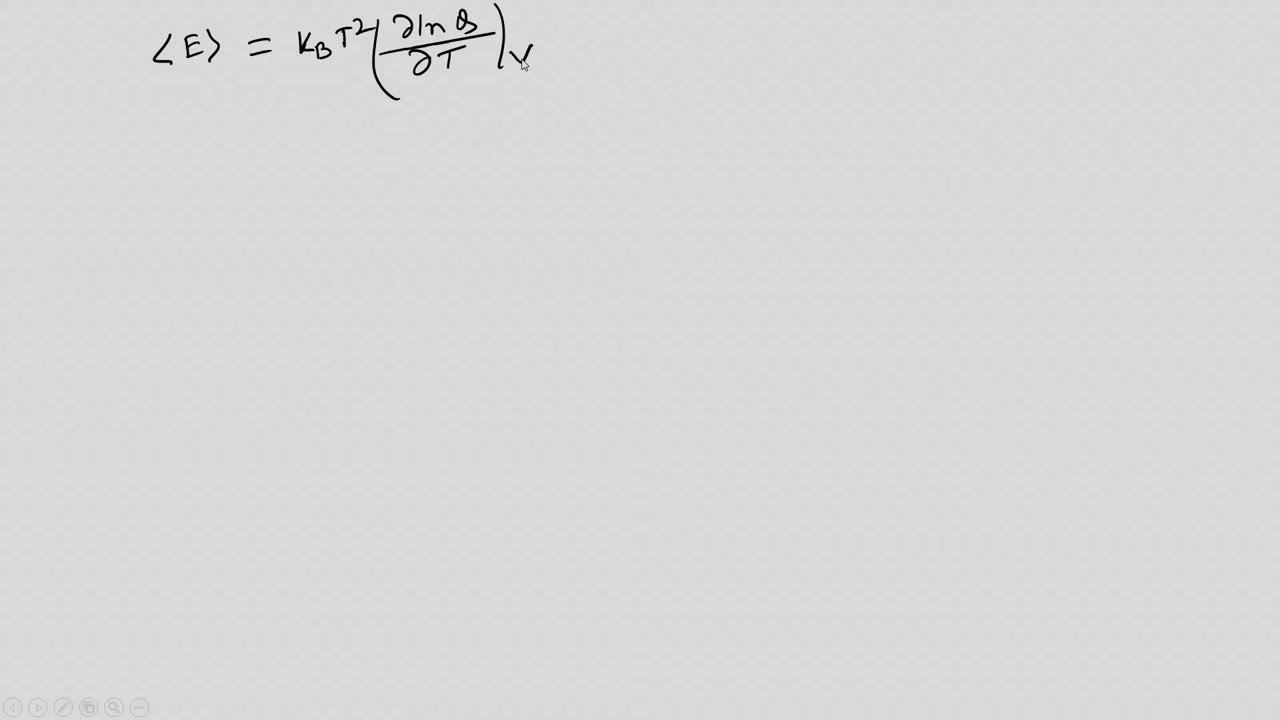 ⟨E⟩ = K_B T² (∂ ln Q / ∂T)_V